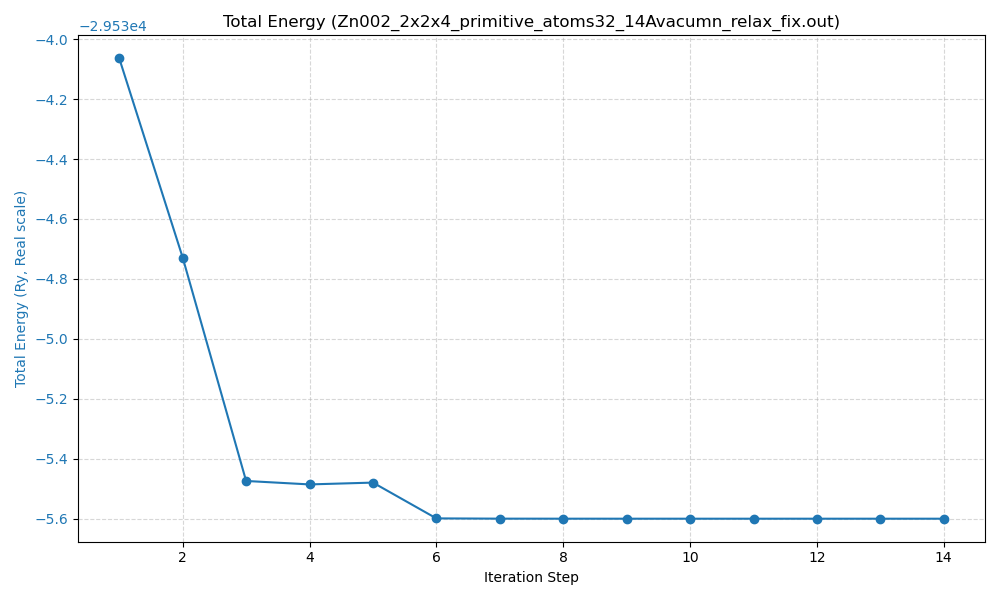 Total Energy (Zn002_2x2x4_primitive_atoms32_14Avacumn_relax_fix.out)
−2.953e4
−4.0
−4.2
−4.4
−4.6
−4.8
−5.0
−5.2
−5.4
−5.6
Total Energy (Ry, Real scale)
2 4 6 8 10 12 14
Iteration Step